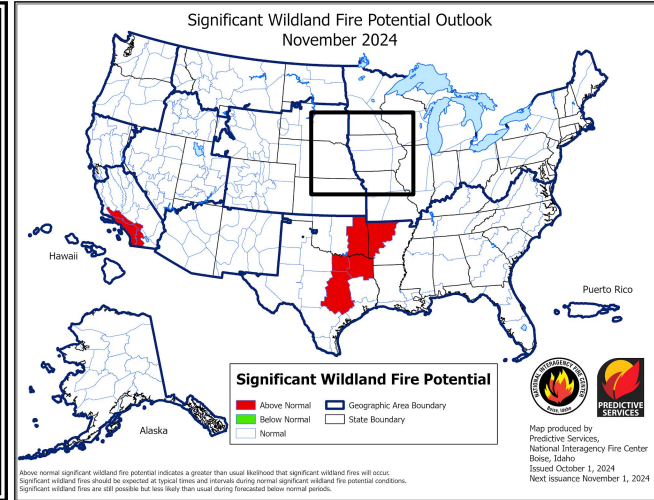 Significant Wildland Fire Potential Outlook
November 2024
Hawaii
Puerto Rico
Alaska
Significant Wildland Fire Potential
Above Normal
Below Normal
Normal
Geographic Area Boundary
State Boundary
NATIONAL INTERAGENCY FIRE CENTER
Boise, Idaho
PREDICTIVE
SERVICES
Map produced by
Predictive Services,
National Interagency Fire Center
Boise, Idaho
Issued October 1, 2024
Next issuance November 1, 2024
Above normal significant wildland fire potential indicates a greater than usual likelihood that significant wildland fires will occur.
Significant wildland fires should be expected at typical times and intervals during normal significant wildland fire potential conditions.
Significant wildland fires are still possible but less likely than usual during forecasted below normal periods.